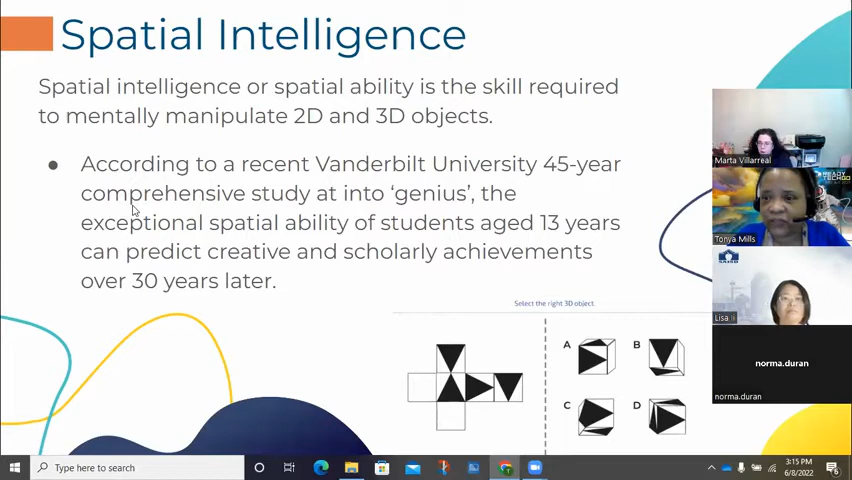 Spatial Intelligence
Spatial intelligence or spatial ability is the skill required
to mentally manipulate 2D and 3D objects.
● According to a recent Vanderbilt University 45-year
comprehensive study at into ‘genius’, the
exceptional spatial ability of students aged 13 years
can predict creative and scholarly achievements
over 30 years later.
Select the right 3D object.
A
B
C
D
Marta Villarreal
READY
Tonya Mills
SAISD
Lisa
norma.duran
norma.duran
Type here to search
3:15 PM
6/8/2022